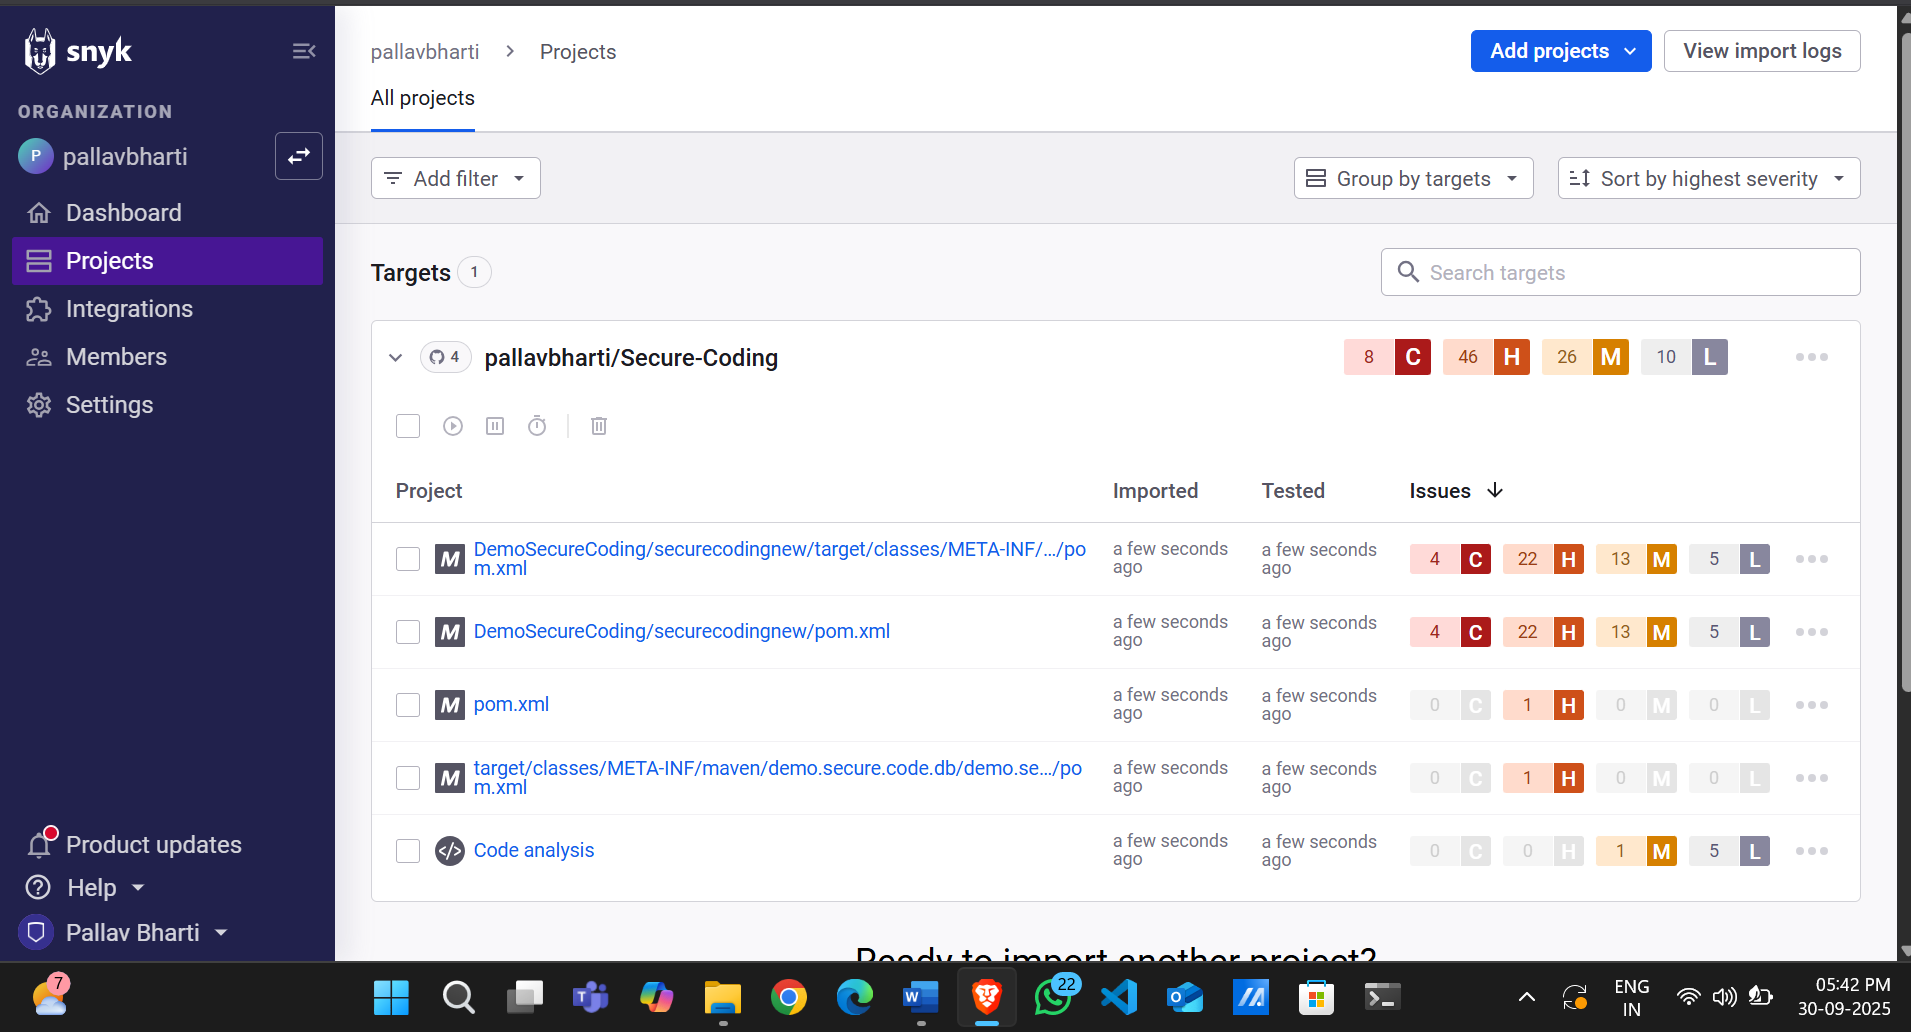 snyk
ORGANIZATION
P pallavbharti
Dashboard
Projects
Integrations
Members
Settings
Product updates
Help
Pallav Bharti
pallavbharti > Projects
Add projects
View import logs
All projects
Add filter
Group by targets
Sort by highest severity
Targets 1
Search targets
4 pallavbharti/Secure-Coding 8 C 46 H 26 M 10 L
Project Imported Tested Issues
DemoSecureCoding/securecodingnew/target/classes/META-INF/.../po
m.xml
a few seconds
ago
a few seconds
ago
4 C 22 H 13 M 5 L
DemoSecureCoding/securecodingnew/pom.xml
a few seconds
ago
a few seconds
ago
4 C 22 H 13 M 5 L
pom.xml
a few seconds
ago
a few seconds
ago
0 C 1 H 0 M 0 L
target/classes/META-INF/maven/demo.secure.code.db/demo.se.../po
m.xml
a few seconds
ago
a few seconds
ago
0 C 1 H 0 M 0 L
Code analysis
a few seconds
ago
a few seconds
ago
0 C 0 H 1 M 5 L
Ready to import another project?
7
22
ENG
IN
05:42 PM
30-09-2025